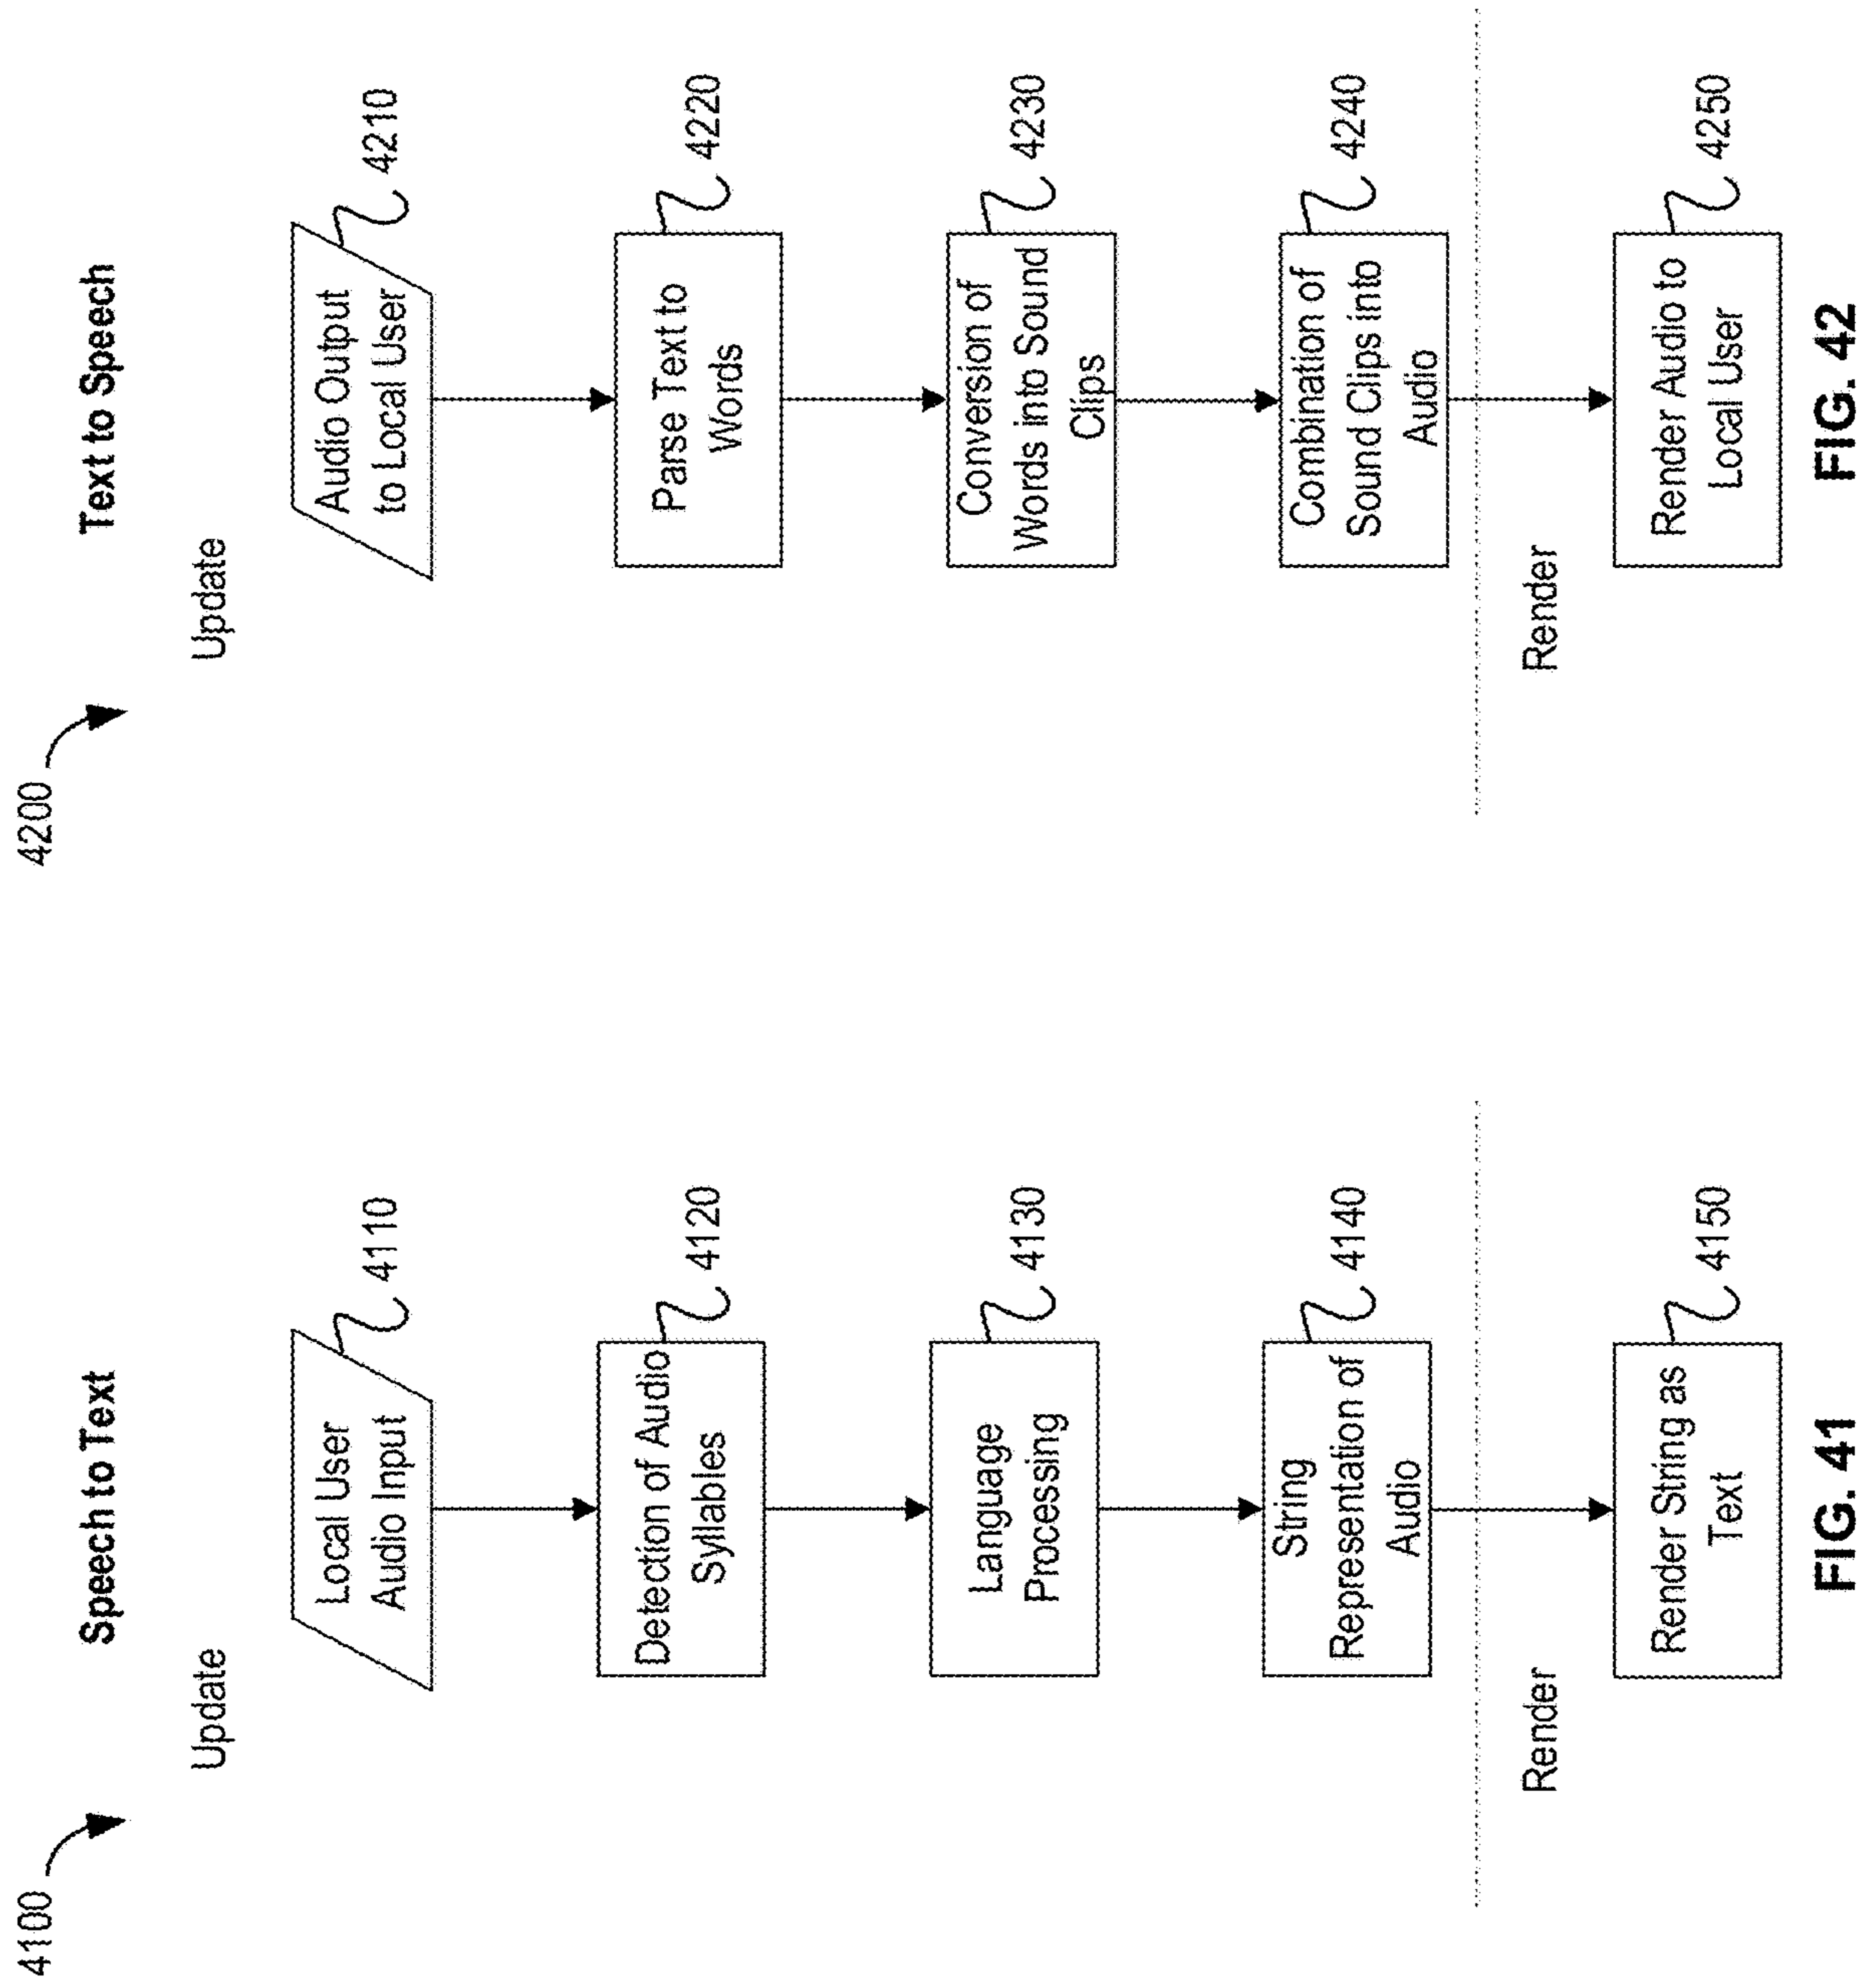 4100
Speech to Text
Update
Local User
Audio Input
4110
Detection of Audio
Syllables
4120
Language
Processing
4130
String
Representation of
Audio
4140
Render
Render String as
Text
4150
FIG. 41
4200
Text to Speech
Update
Audio Output
to Local User
4210
Parse Text to
Words
4220
Conversion of
Words into Sound
Clips
4230
Combination of
Sound Clips into
Audio
4240
Render
Render Audio to
Local User
4250
FIG. 42